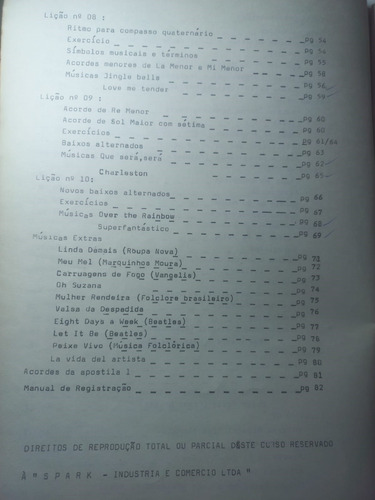 Lição nº 08 :
Ritmo para compasso quaternário _ _ _ _ _ _ _ _ pg 54
Exercício _ _ _ _ _ _ _ _ pg 54
Símbolos musicais e términos _ _ _ _ _ _ _ _ pg 55
Acordes menores de La Menor e Mi Menor _ _ _ _ pg 58
Músicas Jingle balls _ _ _ _ _ _ _ _ pg
Love me tender _ _ _ _ _ _ _ _ pg 59
Lição nº 09 :
Acorde de Re Menor _ _ _ _ _ _ _ _ pg 60
Acorde de Sol Maior com sétima _ _ _ _ _ _ _ _ pg 60
Exercícios _ _ _ _ _ _ _ _ pg 61/64
Baixos alternados _ _ _ _ _ _ _ _ pg 61
Músicas Que será,será _ _ _ _ _ _ _ _ pg 62
Charleston _ _ _ _ _ _ _ _ pg 65
Lição nº 10:
Novos baixos alternados _ _ _ _ _ _ _ _ pg 66
Exercícios _ _ _ _ _ _ _ _ pg 67
Músicas Over the Rainbow _ _ _ _ _ _ _ _ pg 68
Superfantástico _ _ _ _ _ _ _ _ pg 69
Músicas Extras
Linda Demais (Roupa Nova) _ _ _ _ _ _ _ _ pg 71
Meu Mel (Marquinhos Moura) _ _ _ _ _ _ _ _ pg 72
Carruagens de Fogo (Vangelis) _ _ _ _ _ _ _ _ pg 73
Oh Suzana _ _ _ _ _ _ _ _ pg 74
Mulher Rendeira (Folclore brasileiro) _ _ _ _ _ pg 75
Valsa da Despedida _ _ _ _ _ _ _ _ pg 76
Eight Days a Week (Beatles) _ _ _ _ _ _ _ _ pg 77
Let It Be (Beatles) _ _ _ _ _ _ _ _ pg 78
Peixe Vivo (Música Folclórica) _ _ _ _ _ _ _ _ pg 79
La vida del artista _ _ _ _ _ _ _ _ pg 80
Acordes da apostila 1 _ _ _ _ _ _ _ _ pg 81
Manual de Registração _ _ _ _ _ _ _ _ pg 82
DIREITOS DE REPRODUÇÃO TOTAL OU PARCIAL DESTE CURSO RESERVADO
À " S P A R K - INDUSTRIA E COMERCIO LTDA "